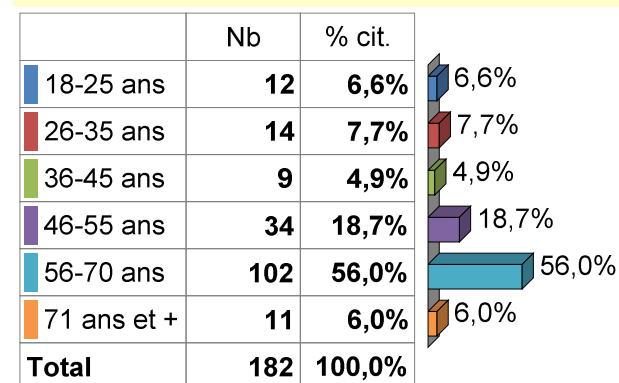 Nb % cit.
18-25 ans 12 6,6% 6,6%
26-35 ans 14 7,7% 7,7%
36-45 ans 9 4,9% 4,9%
46-55 ans 34 18,7% 18,7%
56-70 ans 102 56,0% 56,0%
71 ans et + 11 6,0% 6,0%
Total 182 100,0%